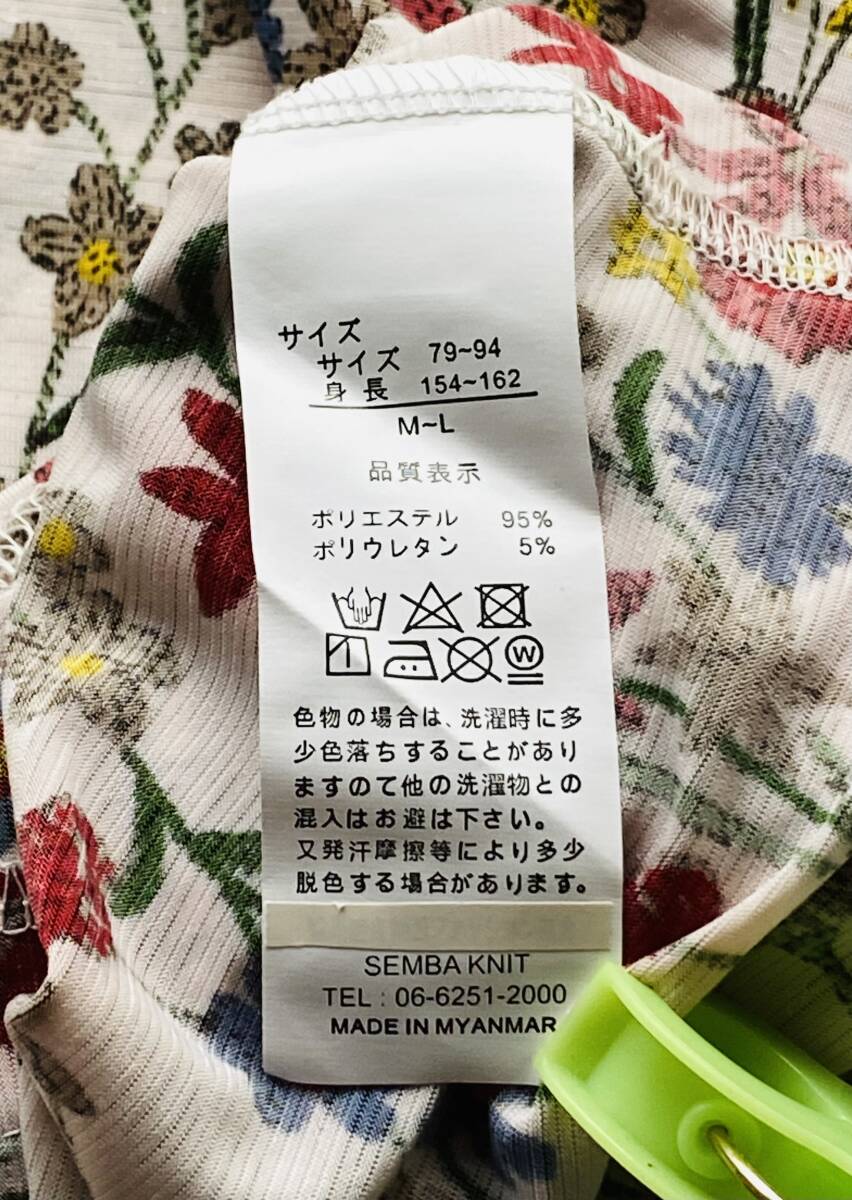 サイズ
サイズ 79~94
身長 154~162
M~L
品質表示
ポリエステル 95%
ポリウレタン 5%
W
色物の場合は、洗濯時に多
少色落ちすることがあり
ますので他の洗濯物との
混入はお避け下さい。
又発汗摩擦等により多少
脱色する場合があります。
SEMBA KNIT
TEL : 06-6251-2000
MADE IN MYANMAR